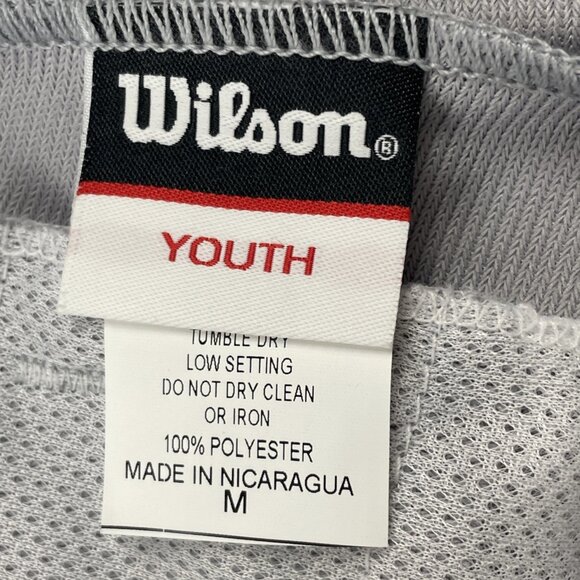 Wilson®
YOUTH
TUMBLE DRY
LOW SETTING
DO NOT DRY CLEAN
OR IRON
100% POLYESTER
MADE IN NICARAGUA
M